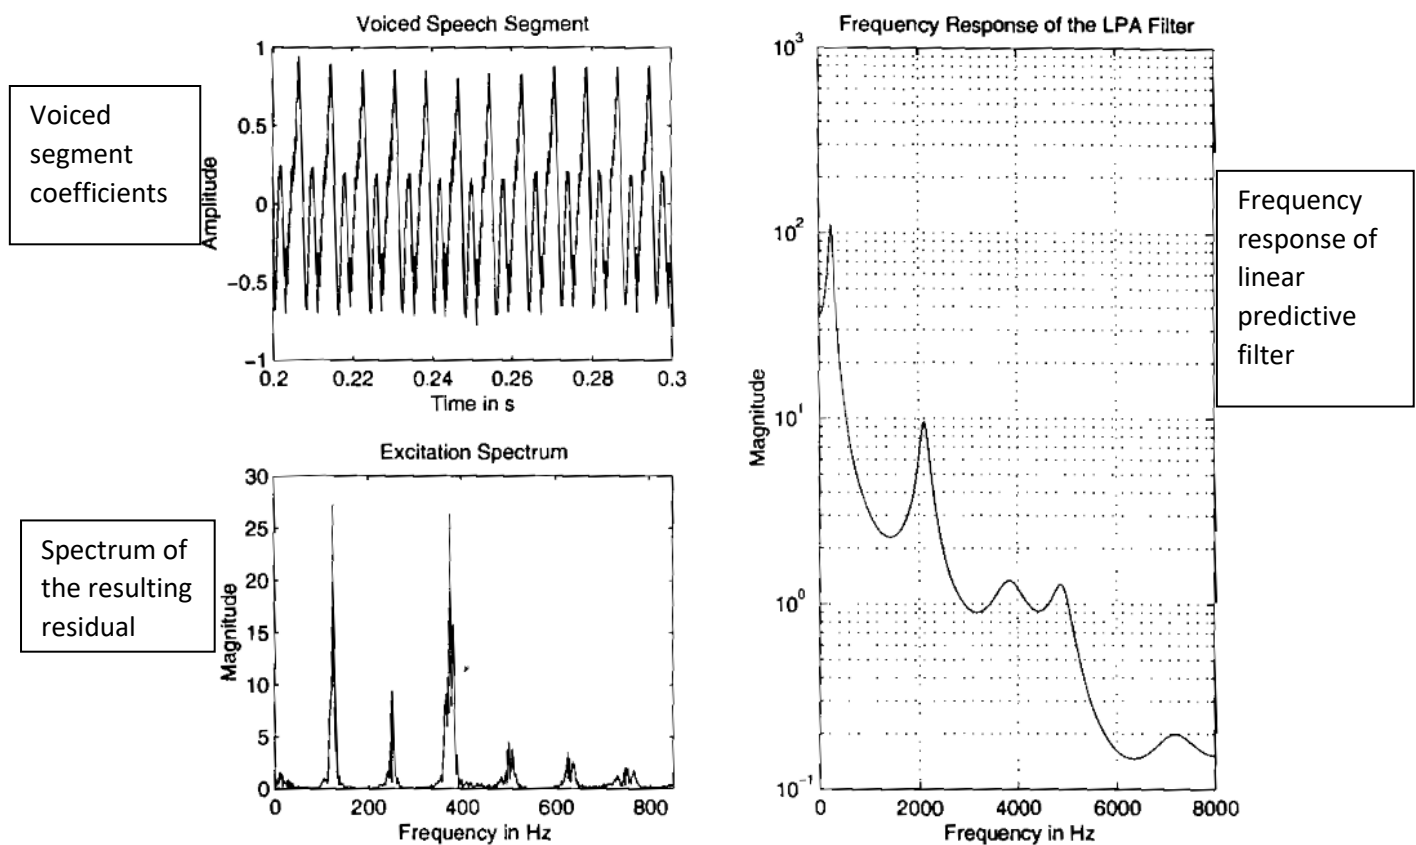 Voiced Speech Segment
Voiced
segment
coefficients
Amplitude
1
0.5
0
−0.5
−1
0.2 0.22 0.24 0.26 0.28 0.3
Time in s
Excitation Spectrum
Spectrum of
the resulting
residual
Magnitude
30
25
20
15
10
5
0
0 200 400 600 800
Frequency in Hz
Frequency Response of the LPA Filter
Magnitude
10³
10²
10¹
10⁰
10⁻¹
0 2000 4000 6000 8000
Frequency in Hz
Frequency
response of
linear
predictive
filter